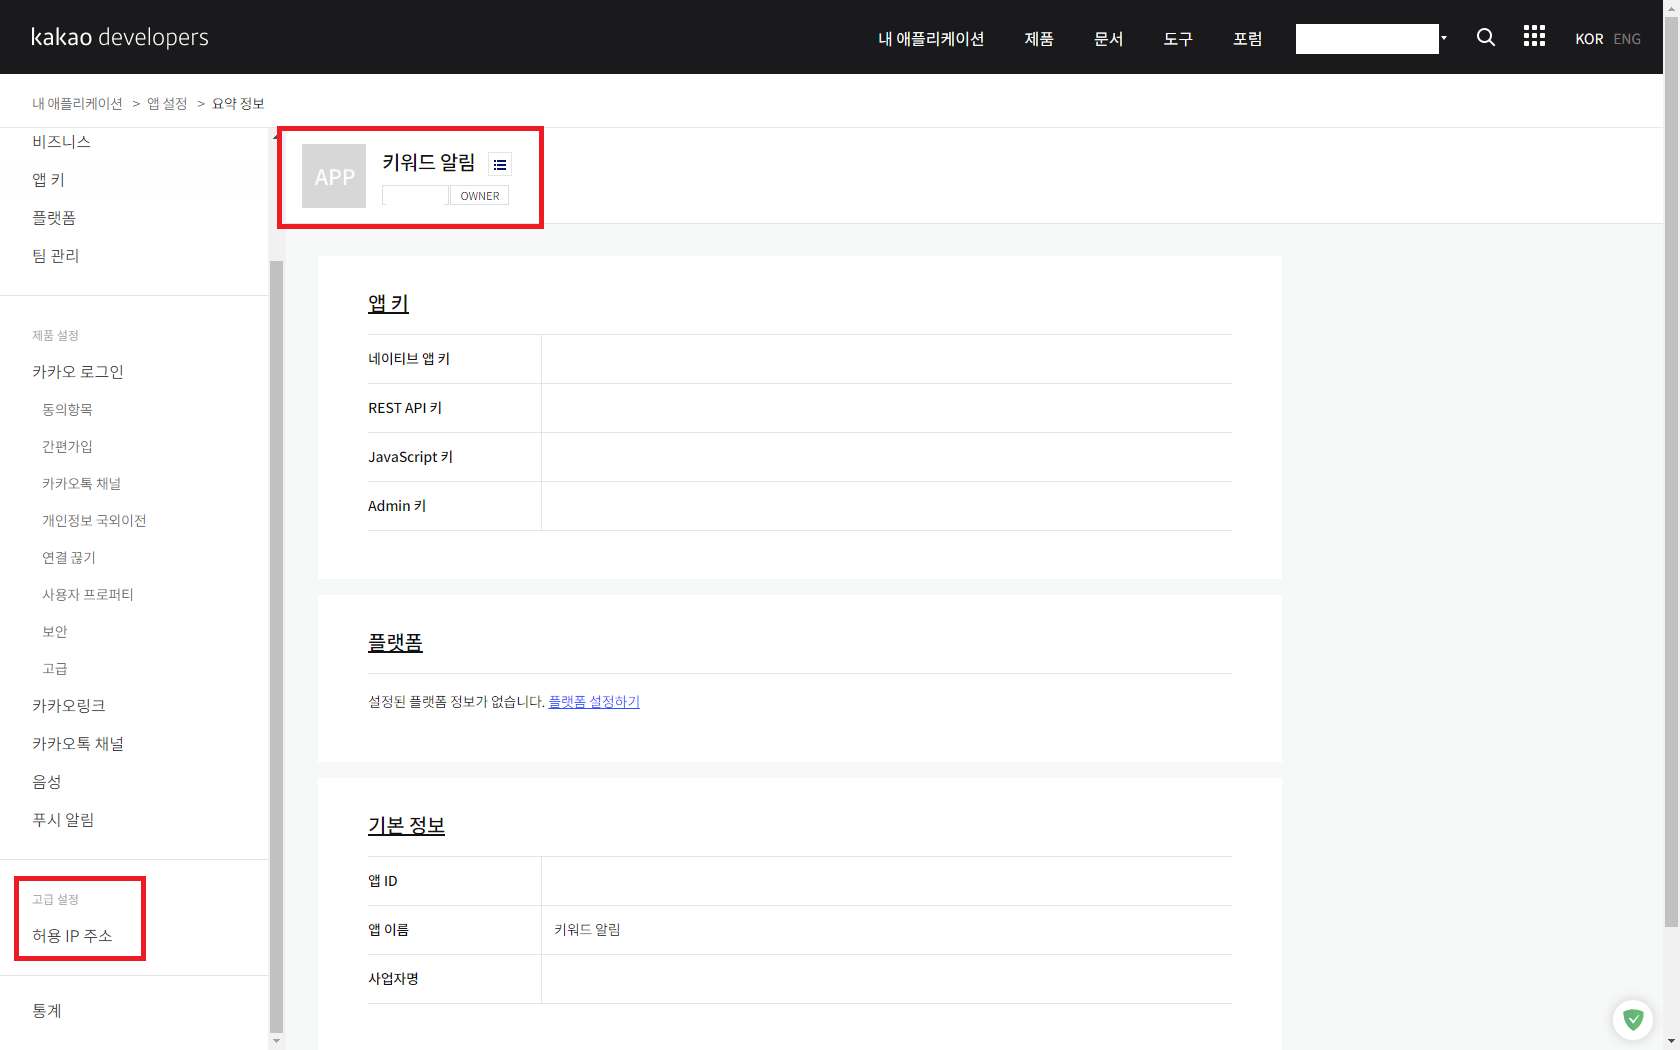 kakao developers
내 애플리케이션
제품
문서
도구
포럼
KOR ENG
내 애플리케이션 > 앱 설정 > 요약 정보
비즈니스
앱 키
플랫폼
팀 관리
제품 설정
카카오 로그인
동의항목
간편가입
카카오톡 채널
개인정보 국외이전
연결 끊기
사용자 프로퍼티
보안
고급
카카오링크
카카오톡 채널
음성
푸시 알림
고급 설정
허용 IP 주소
통계
APP
키워드 알림
OWNER
앱 키
네이티브 앱 키
REST API 키
JavaScript 키
Admin 키
플랫폼
설정된 플랫폼 정보가 없습니다. 플랫폼 설정하기
기본 정보
앱 ID
앱 이름 키워드 알림
사업자명